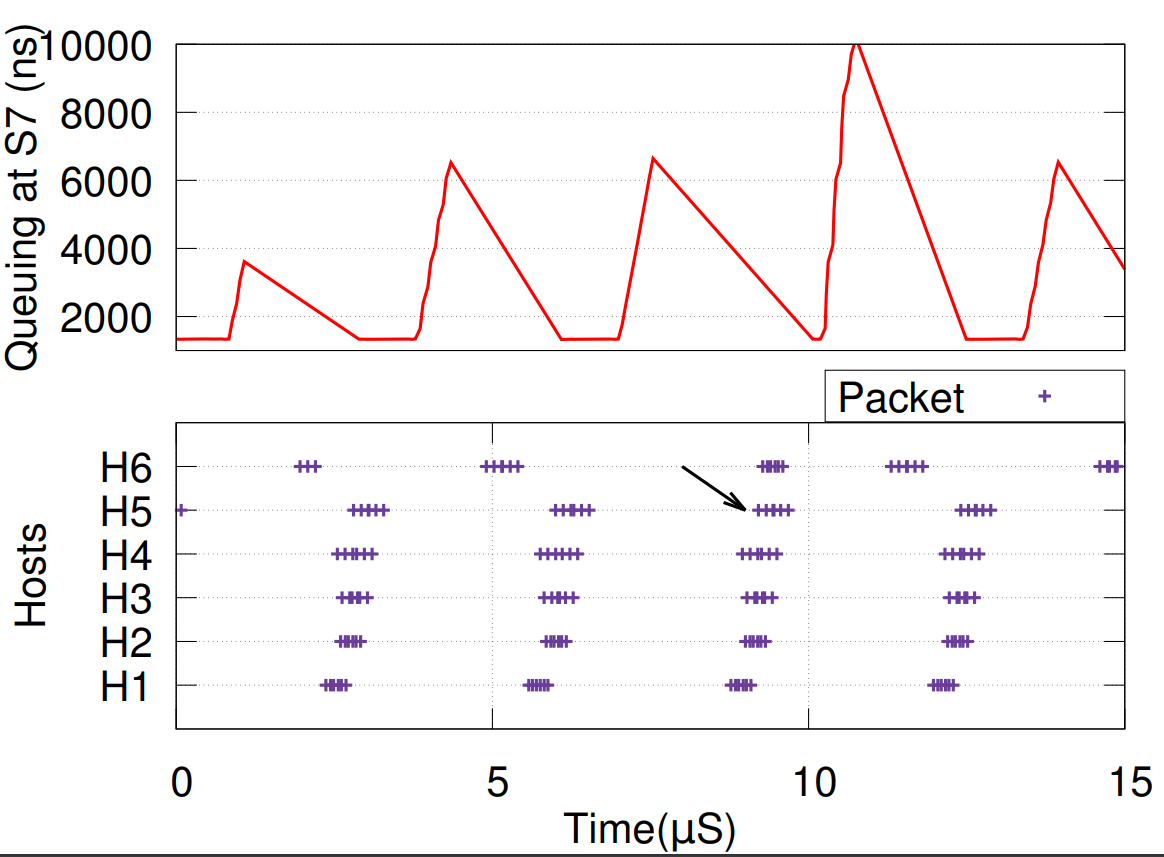 Queuing at S7 (ns)
10000
8000
6000
4000
2000
Packet
Hosts
H6
H5
H4
H3
H2
H1
0 5 10 15
Time(µS)